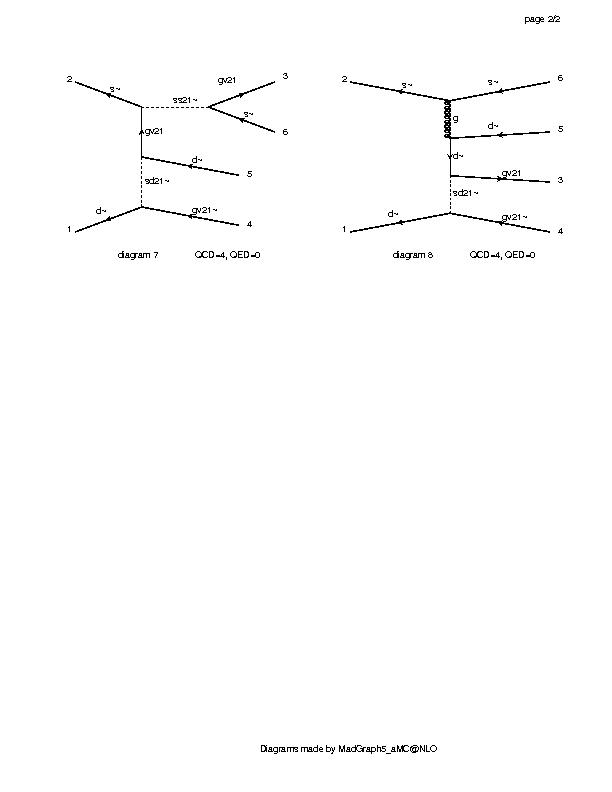 page 2/2
2
s~
ss21~
gv21
3
s~
6
gv21
d~
5
sd21~
d~
gv21~
1
4
diagram 7 QCD=4, QED=0
2
s~
s~
6
g
d~
5
d~
gv21
3
sd21~
d~
gv21~
1
4
diagram 8 QCD=4, QED=0
Diagrams made by MadGraph5_aMC@NLO